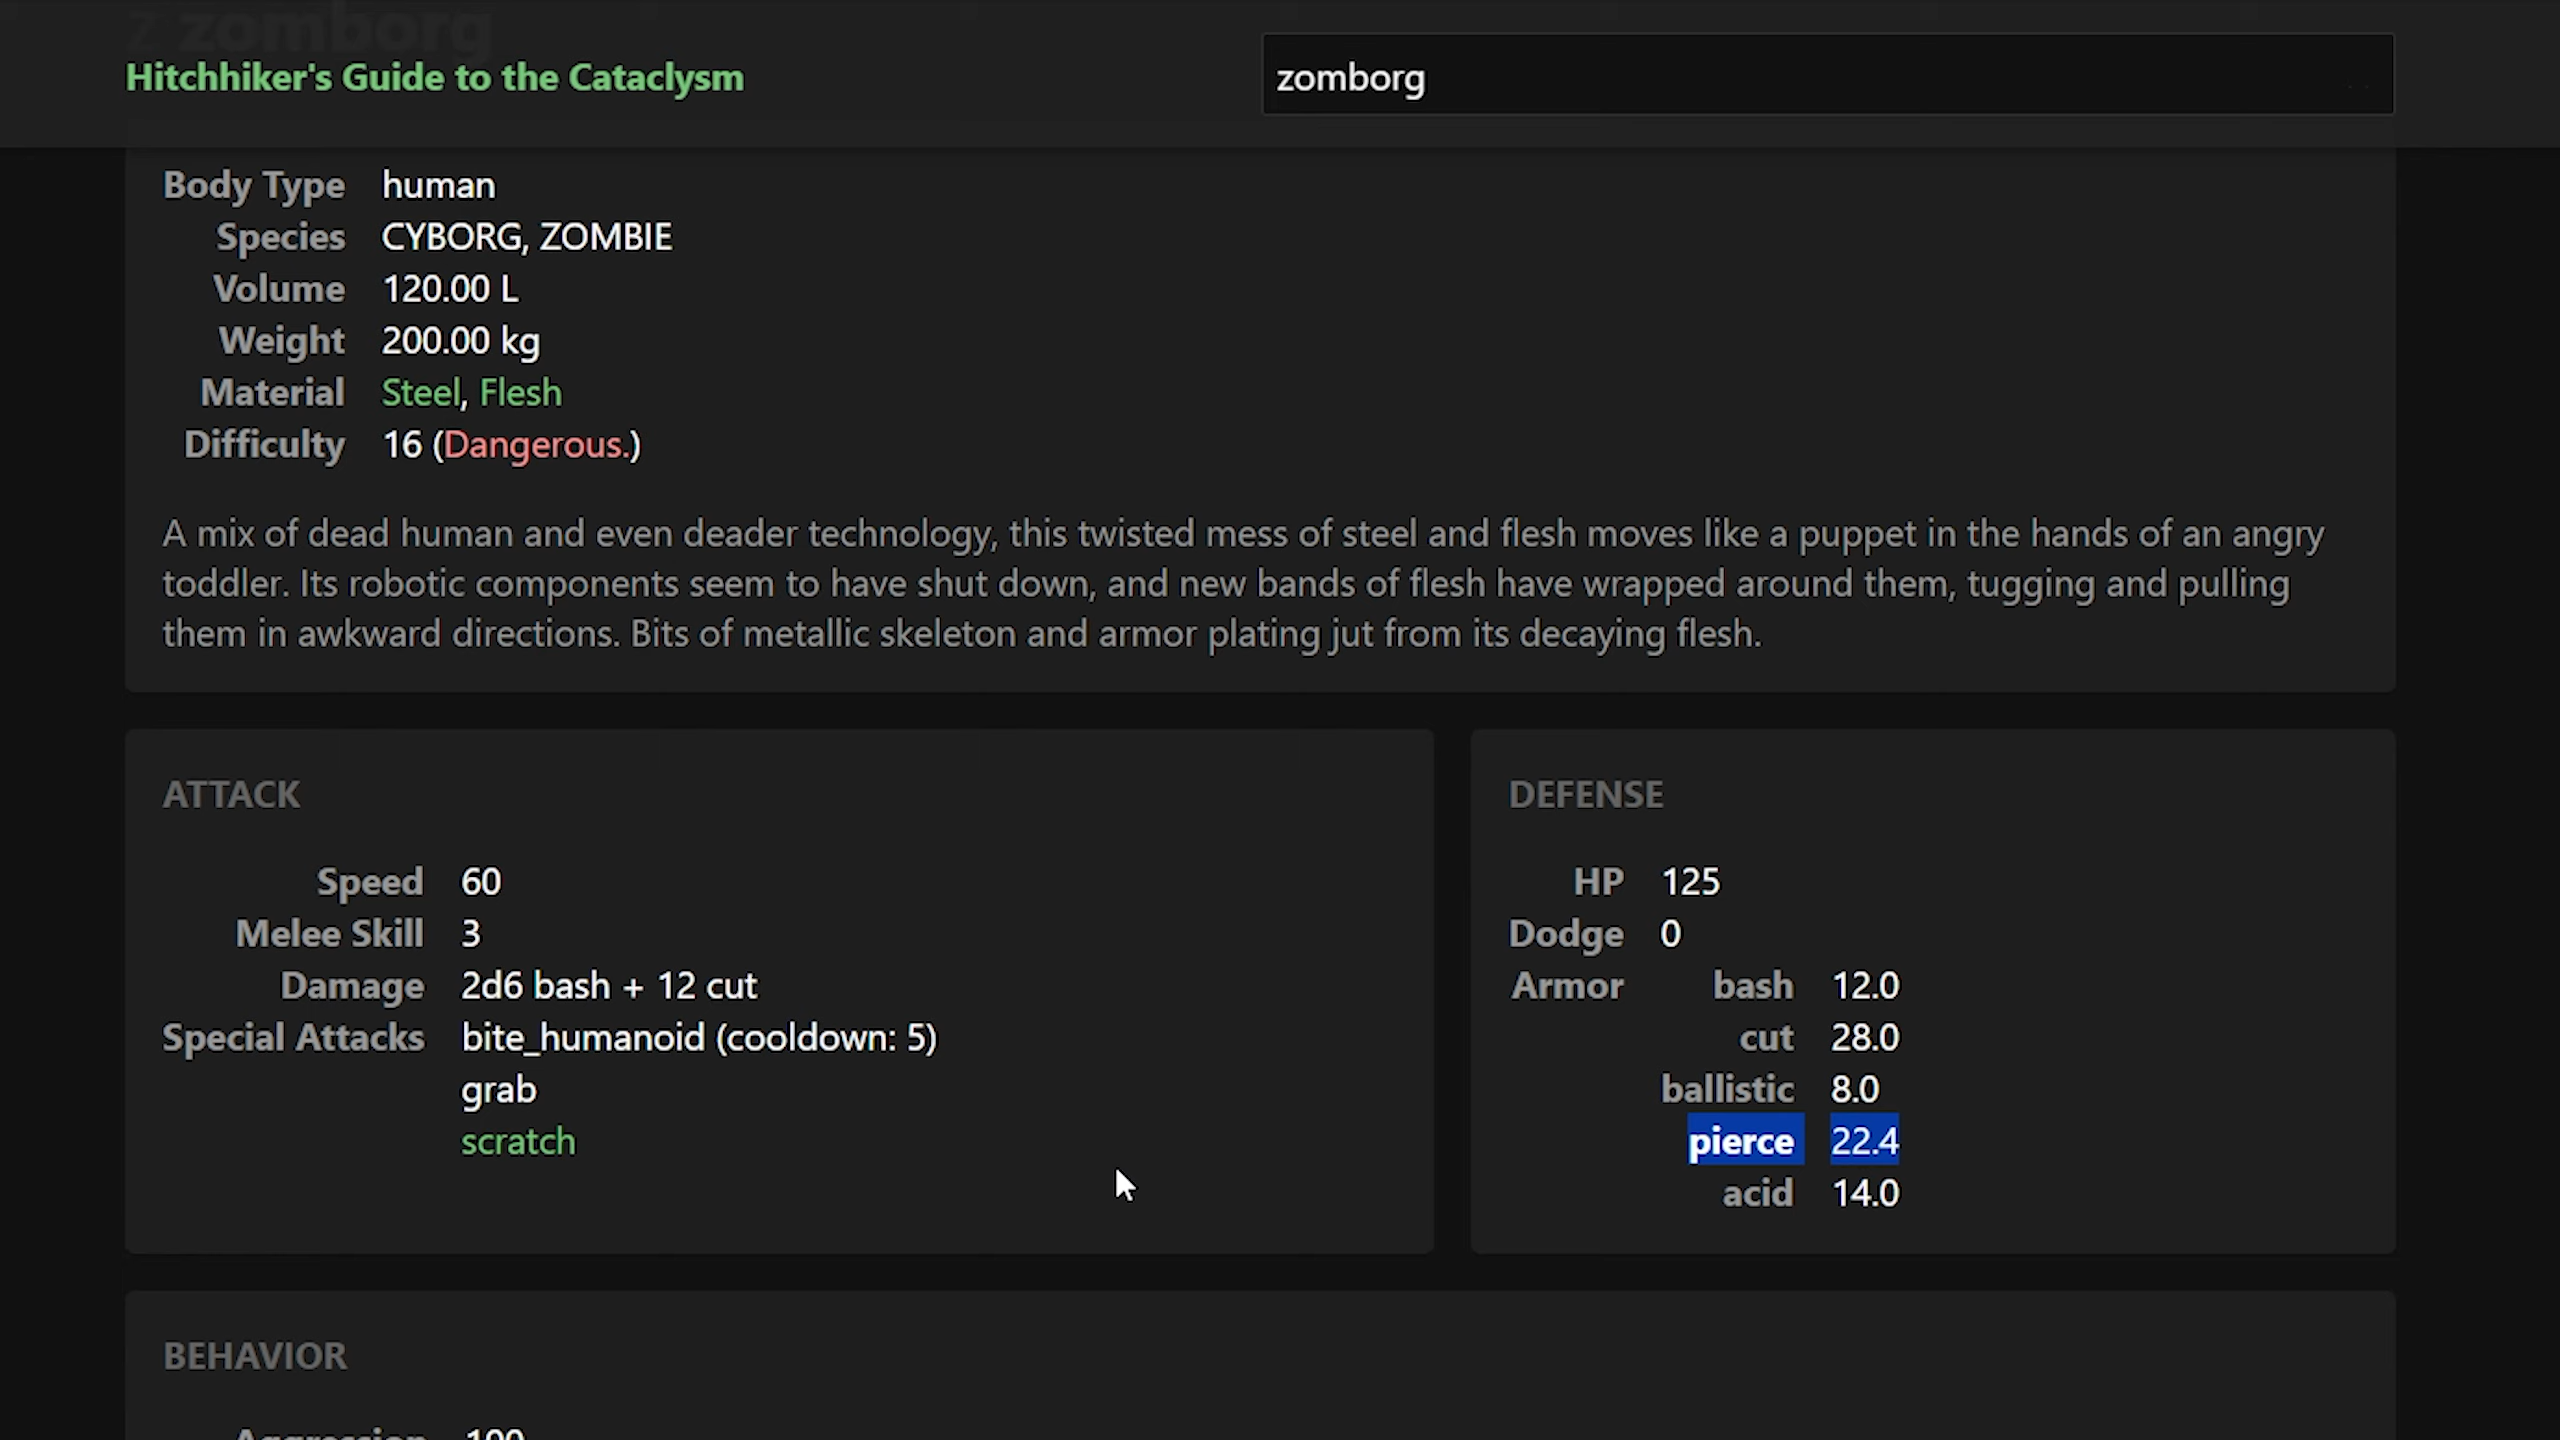 z zomborg
Hitchhiker's Guide to the Cataclysm
zomborg
Body Type human
Species CYBORG, ZOMBIE
Volume 120.00 L
Weight 200.00 kg
Material Steel, Flesh
Difficulty 16 (Dangerous.)
A mix of dead human and even deader technology, this twisted mess of steel and flesh moves like a puppet in the hands of an angry
toddler. Its robotic components seem to have shut down, and new bands of flesh have wrapped around them, tugging and pulling
them in awkward directions. Bits of metallic skeleton and armor plating jut from its decaying flesh.
ATTACK
Speed 60
Melee Skill 3
Damage 2d6 bash + 12 cut
Special Attacks bite_humanoid (cooldown: 5)
grab
scratch
DEFENSE
HP 125
Dodge 0
Armor bash 12.0
cut 28.0
ballistic 8.0
pierce 22.4
acid 14.0
BEHAVIOR
Aggression 100